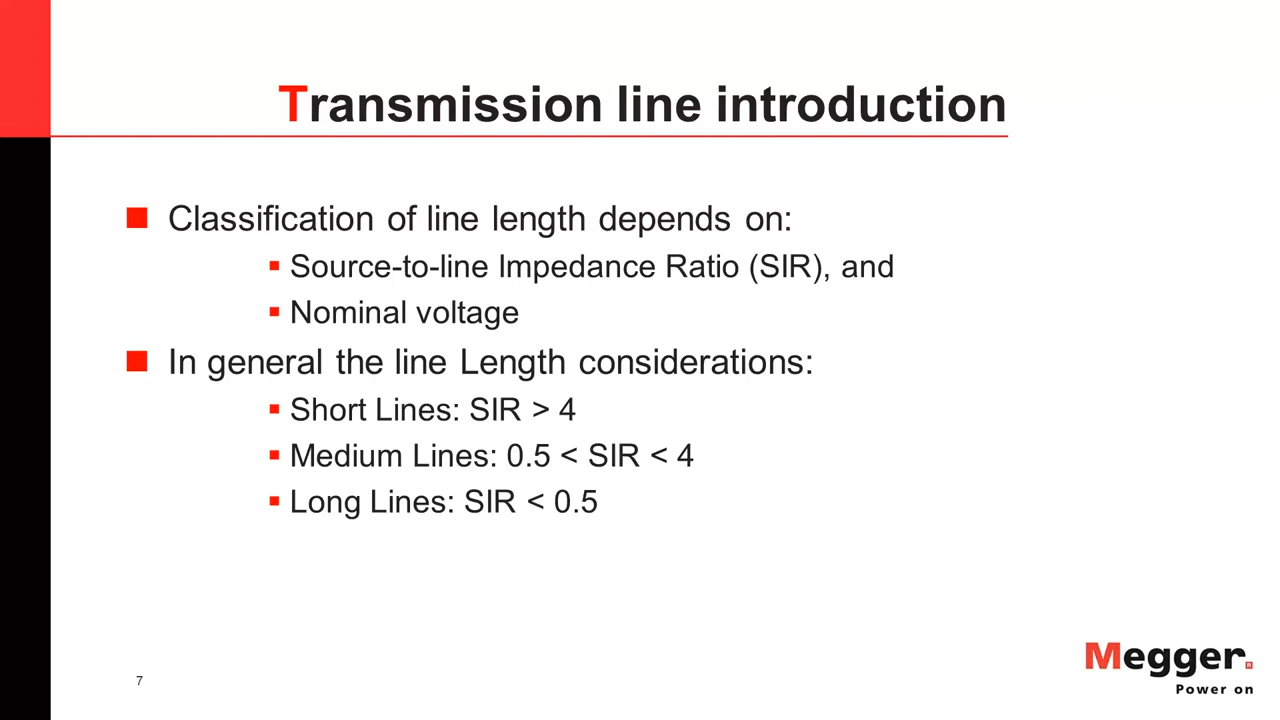 Transmission line introduction
Classification of line length depends on:
Source-to-line Impedance Ratio (SIR), and
Nominal voltage
In general the line Length considerations:
Short Lines: SIR > 4
Medium Lines: 0.5 < SIR < 4
Long Lines: SIR < 0.5
Megger
Power on
7